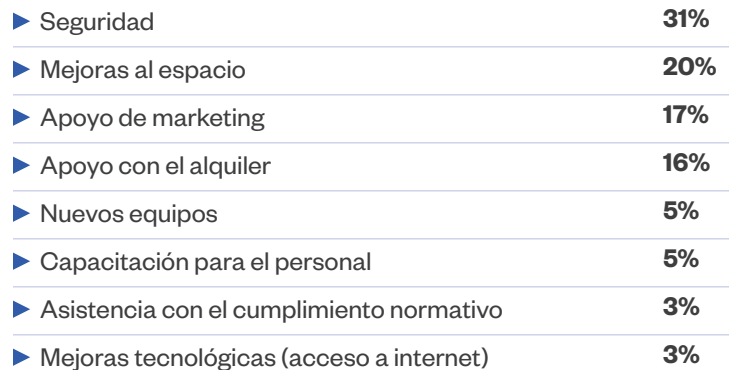 Seguridad 31%
Mejoras al espacio 20%
Apoyo de marketing 17%
Apoyo con el alquiler 16%
Nuevos equipos 5%
Capacitación para el personal 5%
Asistencia con el cumplimiento normativo 3%
Mejoras tecnológicas (acceso a internet) 3%